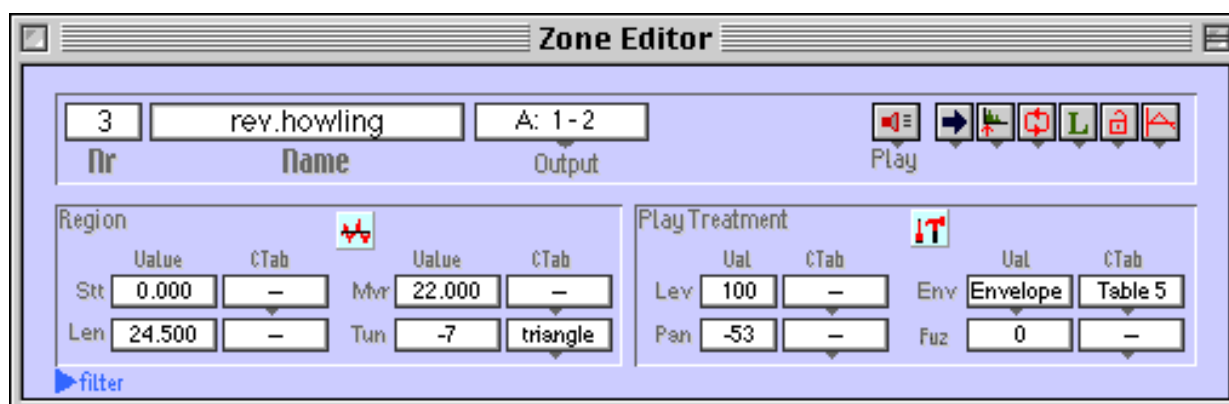 Zone Editor
3 rev.howling A: 1-2
Nr Name Output Play L
Region Play Treatment
Value CTab Value CTab Val CTab Val CTab
Stt 0.000 – Mvr 22.000 – Lev 100 – Env Envelope Table 5
Len 24.500 – Tun -7 triangle Pan -53 – Fuz 0 –
filter